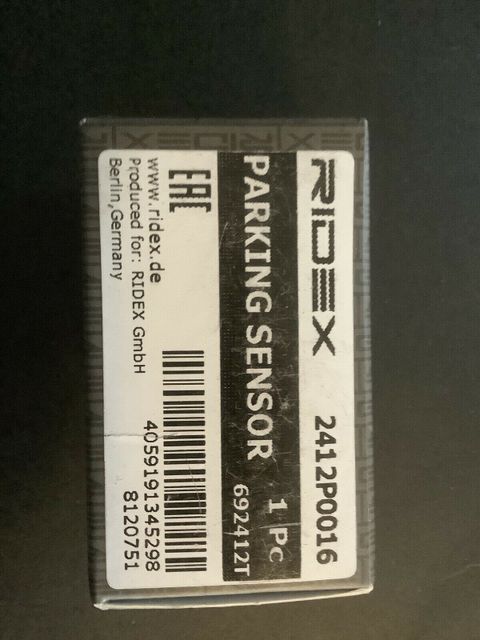 RIDEX 2412P0016
PARKING SENSOR 1 Pc
692412T
EAC
www.ridex.de
Produced for: RIDEX GmbH
Berlin,Germany
4059191345298
8120751